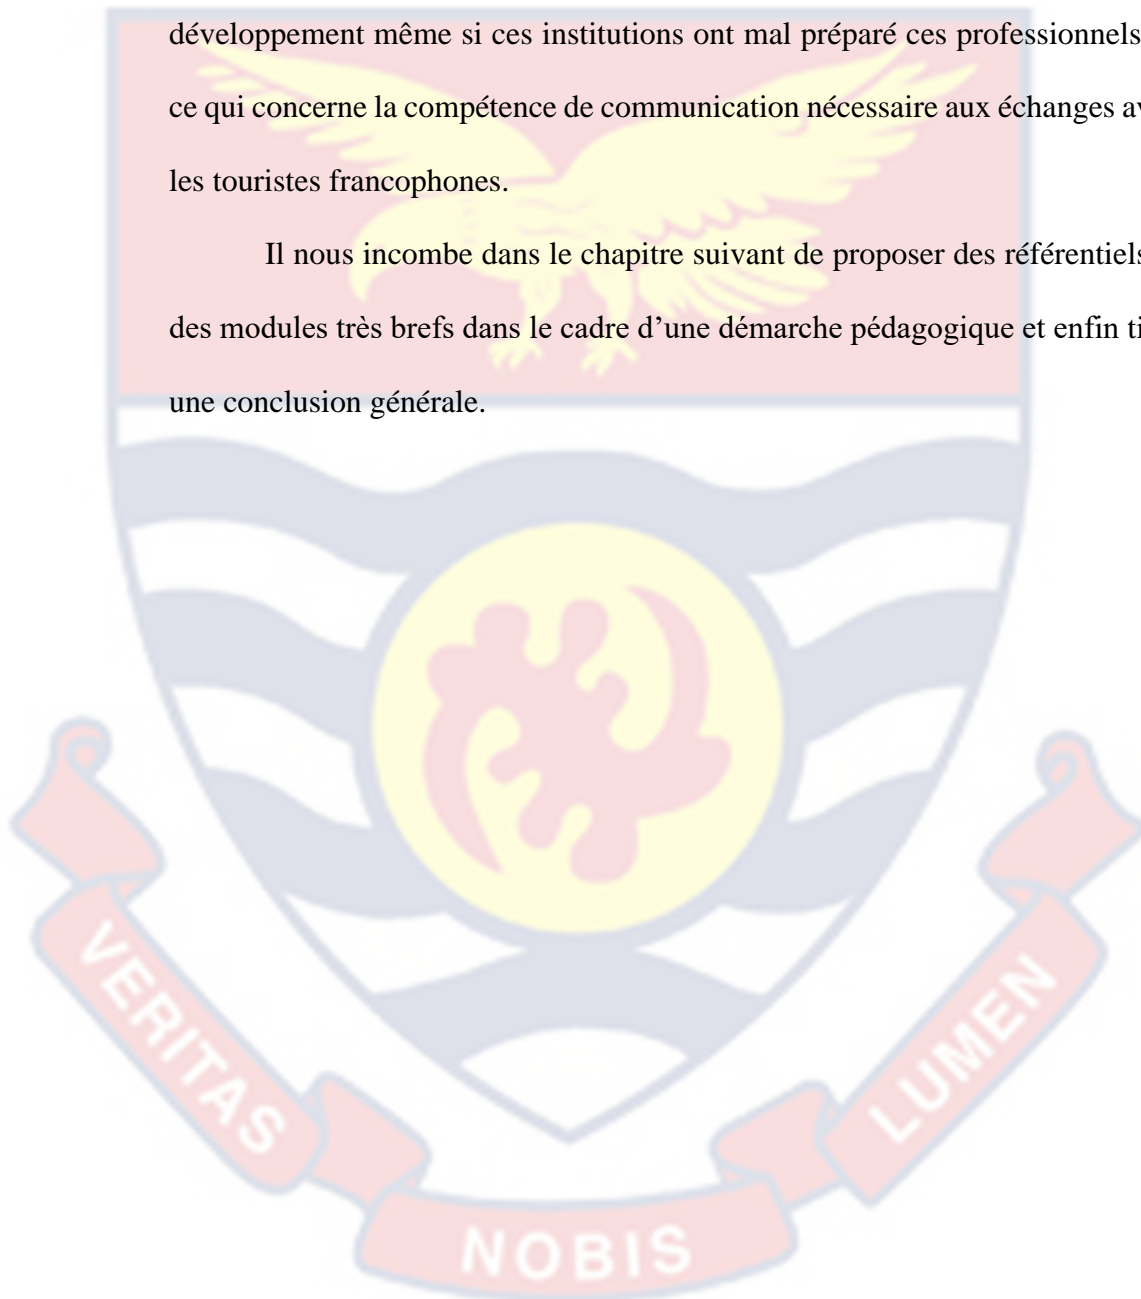 développement même si ces institutions ont mal préparé ces professionnels
ce qui concerne la compétence de communication nécessaire aux échanges
les touristes francophones.
Il nous incombe dans le chapitre suivant de proposer des référentiels
des modules très brefs dans le cadre d’une démarche pédagogique et enfin
une conclusion générale.
VERITAS
NOBIS
LUMEN